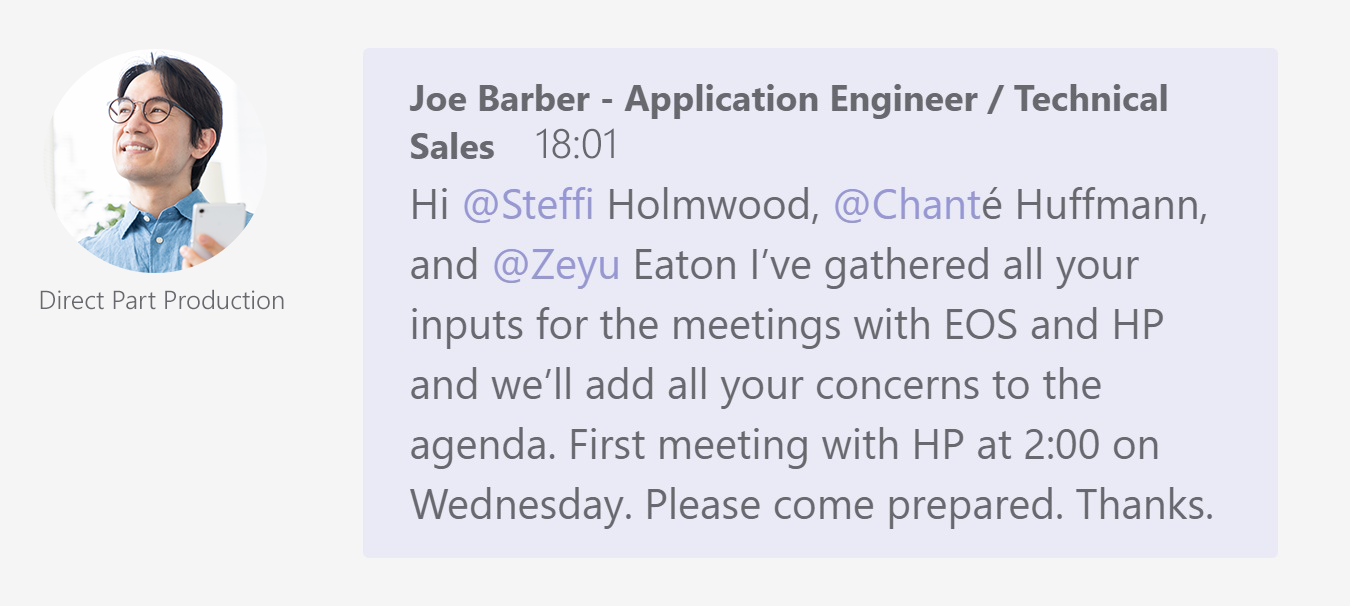 Joe Barber - Application Engineer / Technical
Sales 18:01
Hi @Steffi Holmwood, @Chanté Huffmann,
and @Zeyu Eaton I’ve gathered all your
inputs for the meetings with EOS and HP
and we’ll add all your concerns to the
agenda. First meeting with HP at 2:00 on
Wednesday. Please come prepared. Thanks.
Direct Part Production